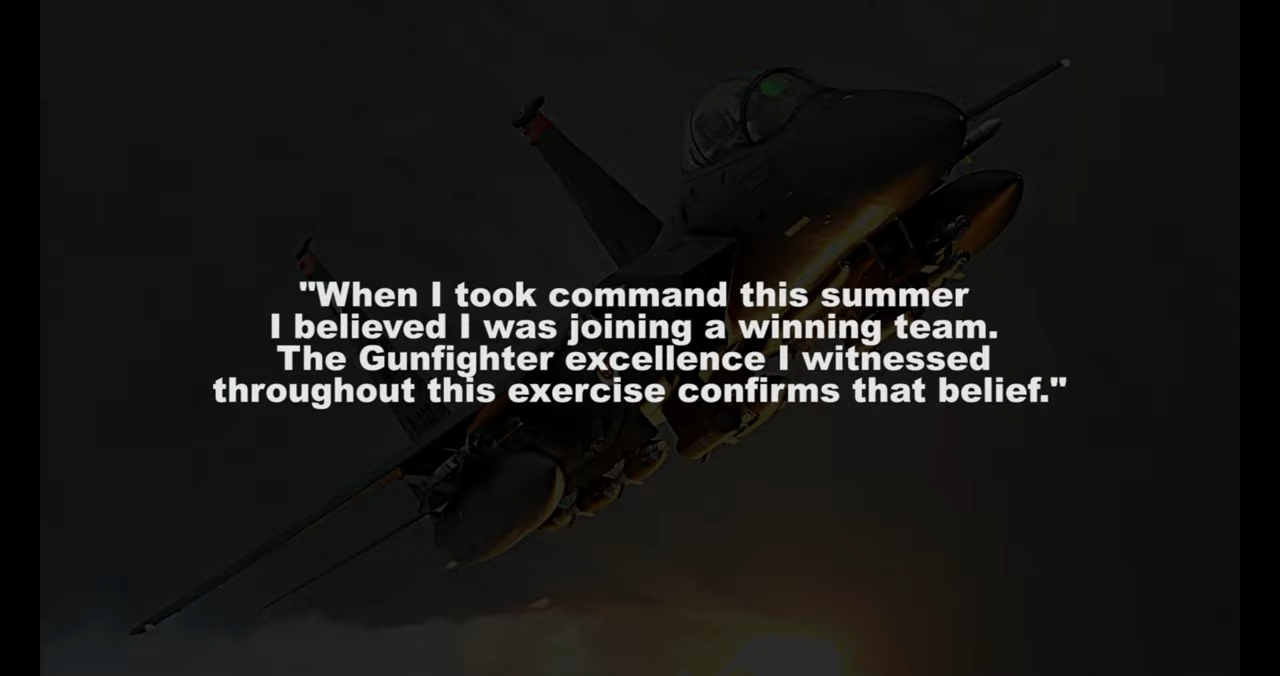 "When I took command this summer
I believed I was joining a winning team.
The Gunfighter excellence I witnessed
throughout this exercise confirms that belief."